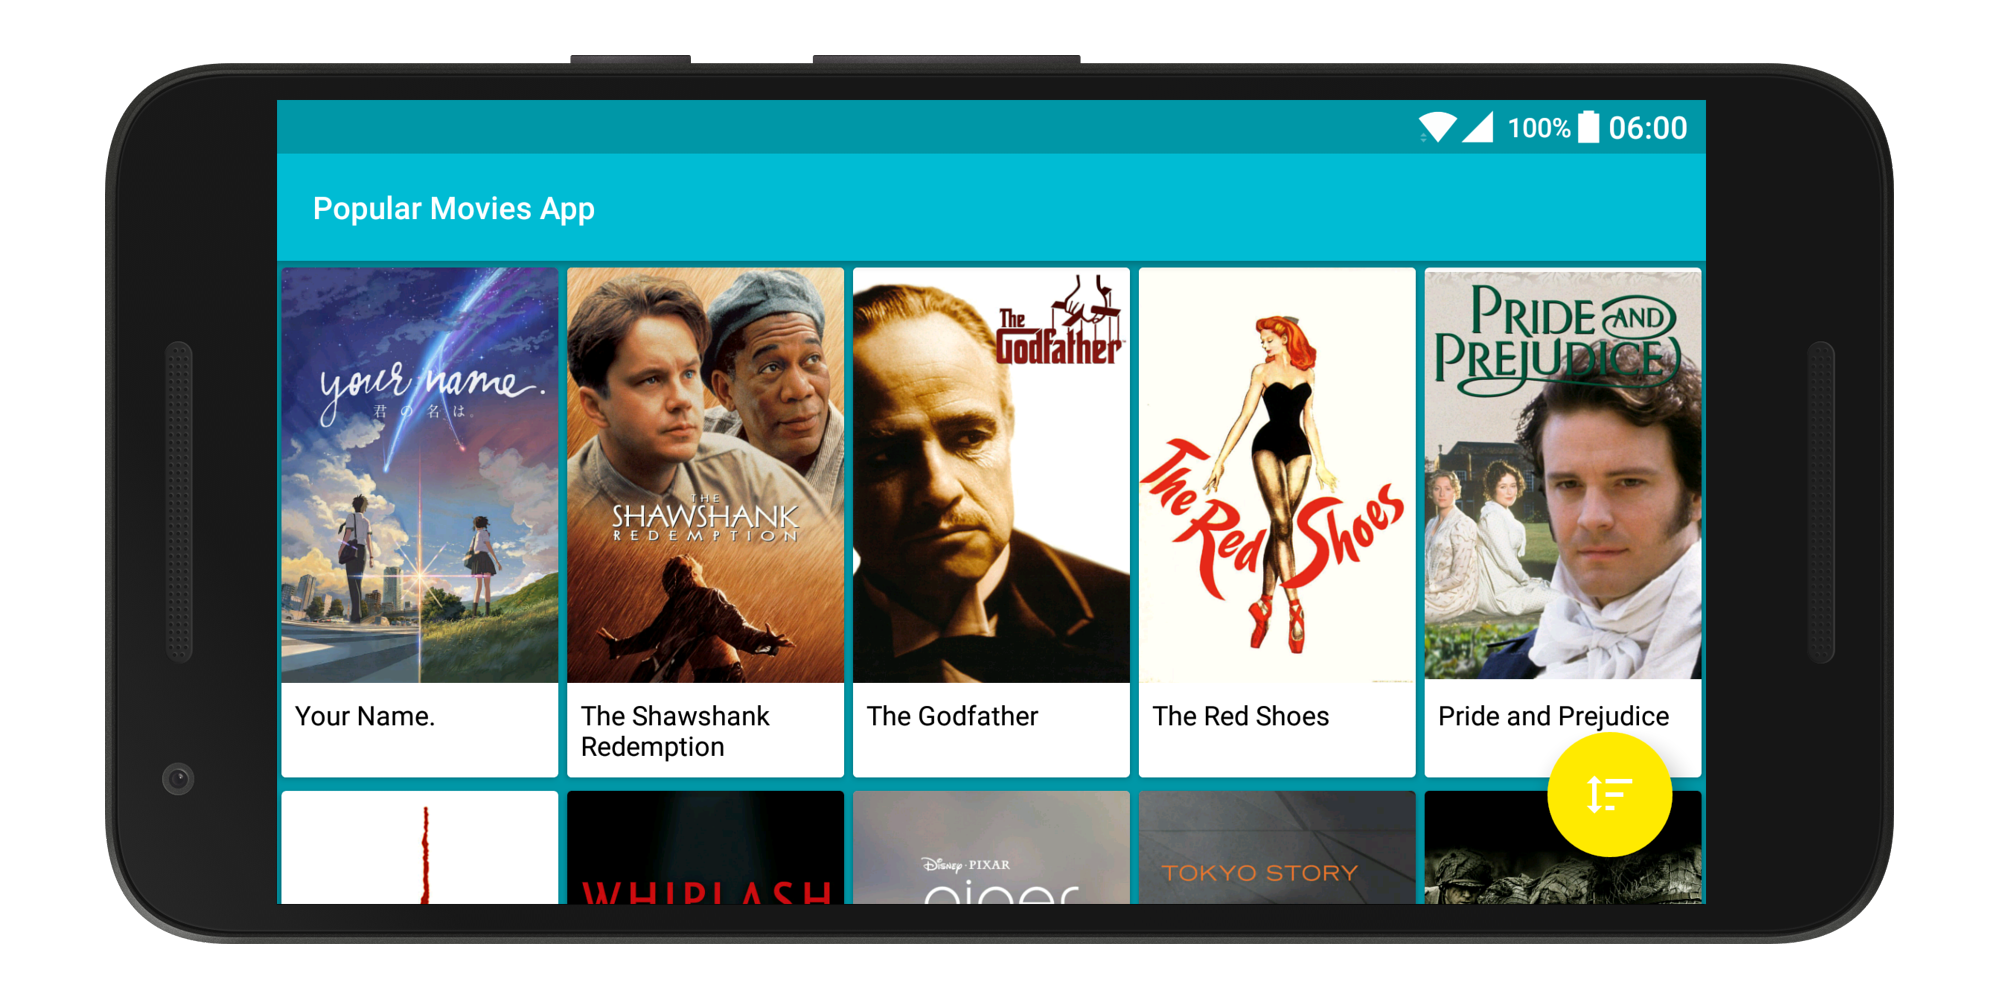 100% 06:00
Popular Movies App
your name.
君の名は。
THE
SHAWSHANK
REDEMPTION
The
Godfather
The Red Shoes
PRIDE AND
PREJUDICE
Your Name.
The Shawshank
Redemption
The Godfather
The Red Shoes
Pride and Prejudice
WHIPLASH
DISNEY · PIXAR
piper
TOKYO STORY